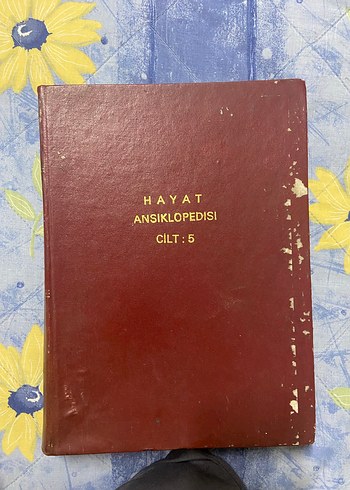 HAYAT
ANSIKLOPEDISI
CİLT : 5